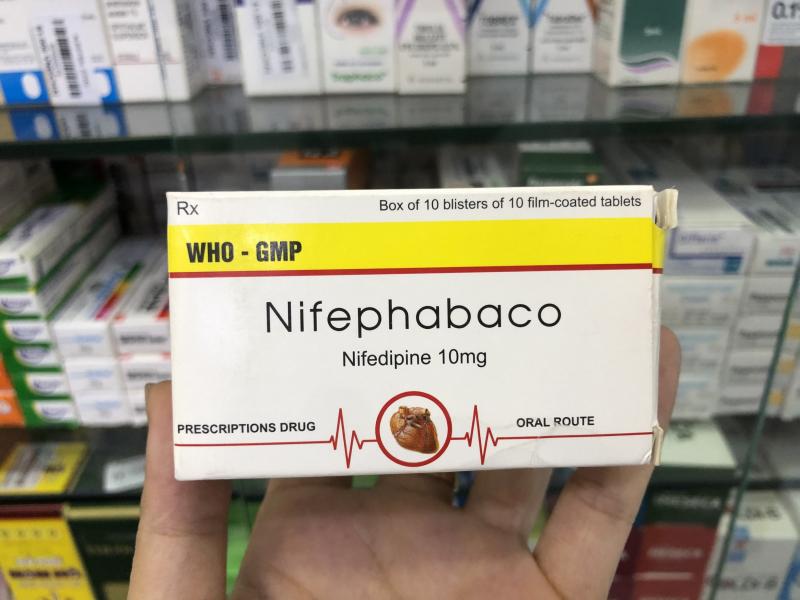 Rx
Box of 10 blisters of 10 film-coated tablets
WHO - GMP
Nifephabaco
Nifedipine 10mg
PRESCRIPTIONS DRUG
ORAL ROUTE